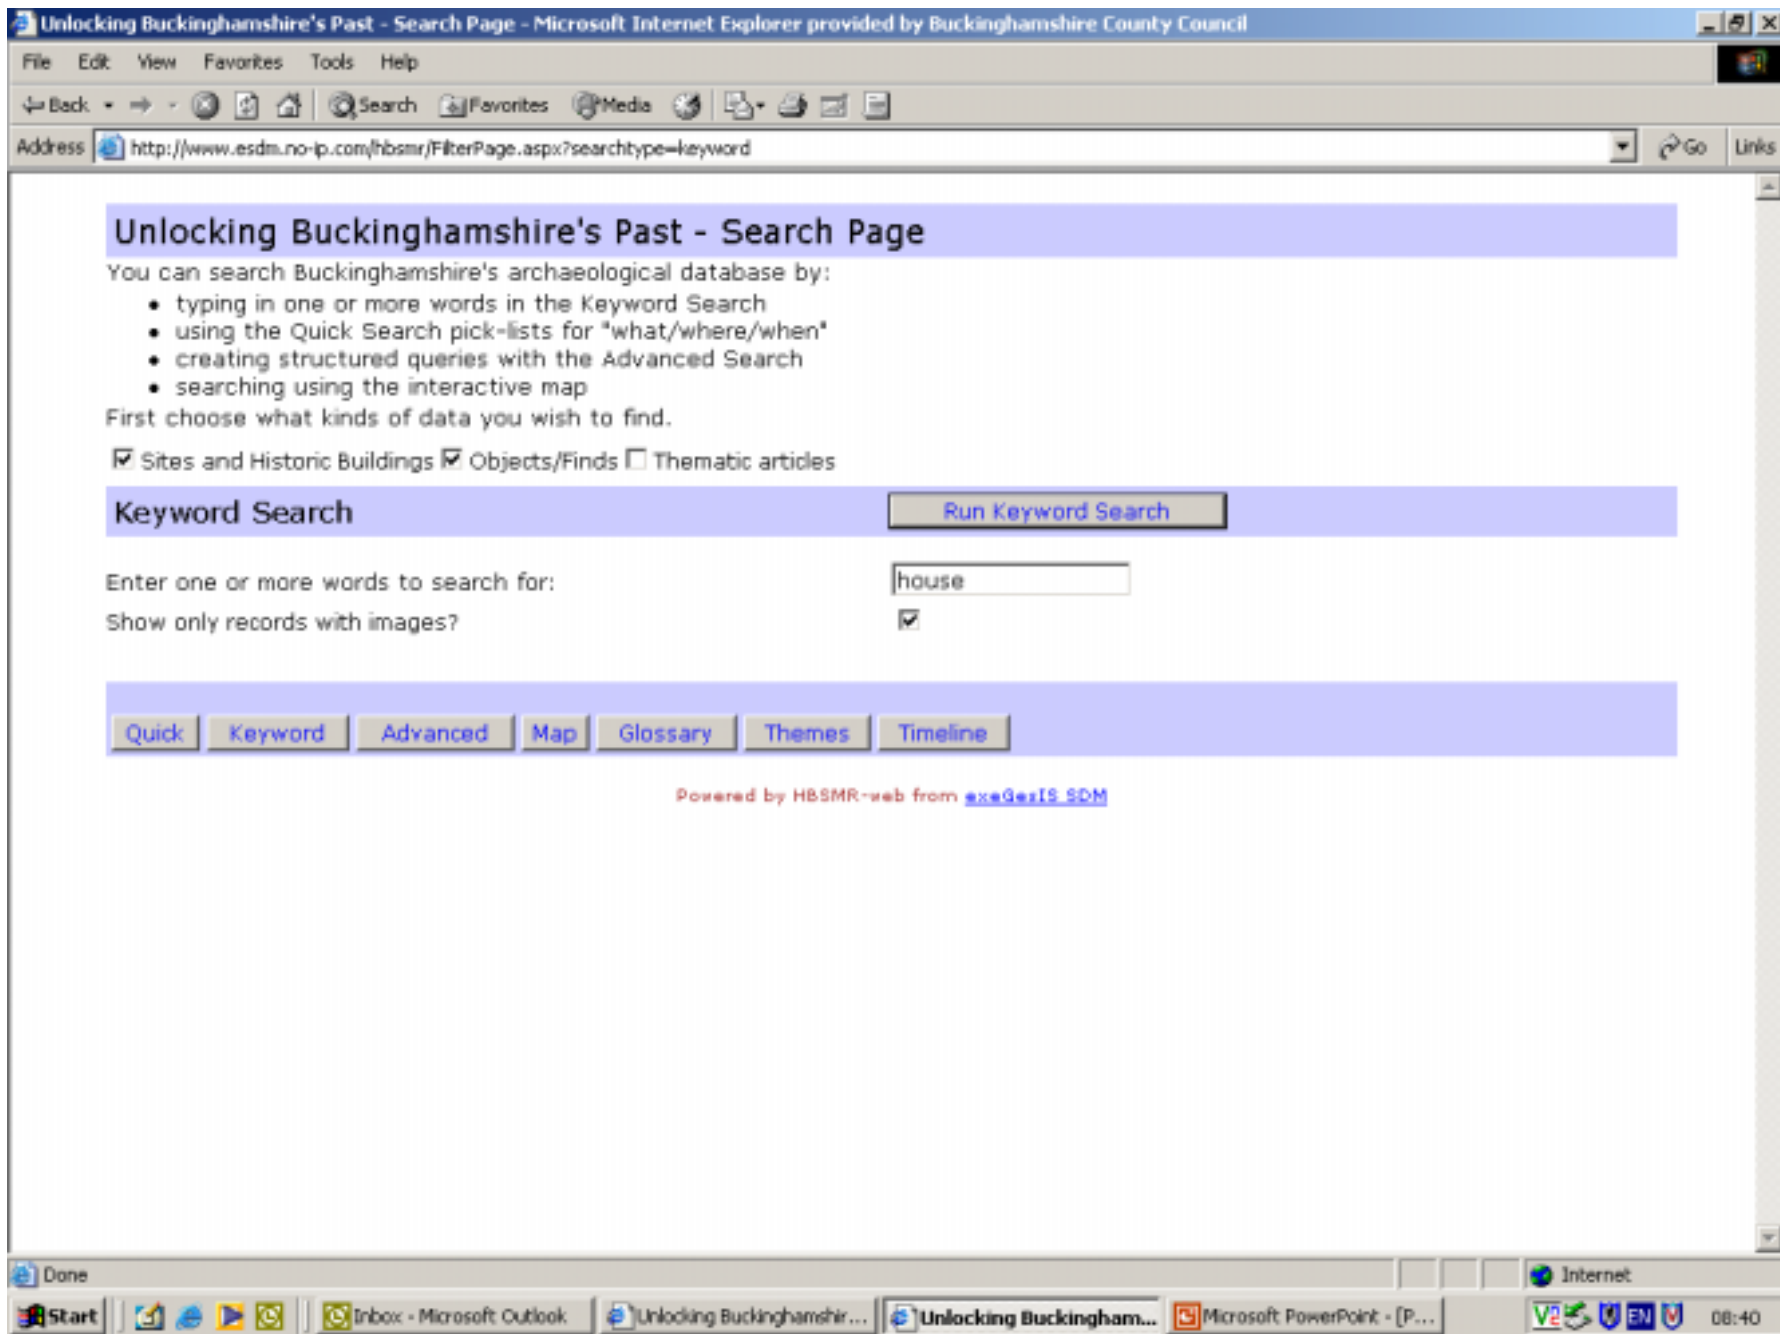 Unlocking Buckinghamshire's Past - Search Page - Microsoft Internet Explorer provided by Buckinghamshire County Council
File Edit View Favorites Tools Help
Back Search Favorites Media
Address http://www.esdm.no-ip.com/hbsmr/FilterPage.aspx?searchtype=keyword Go Links
Unlocking Buckinghamshire's Past - Search Page
You can search Buckinghamshire's archaeological database by:
• typing in one or more words in the Keyword Search
• using the Quick Search pick-lists for "what/where/when"
• creating structured queries with the Advanced Search
• searching using the interactive map
First choose what kinds of data you wish to find.
Sites and Historic Buildings Objects/Finds Thematic articles
Keyword Search Run Keyword Search
Enter one or more words to search for: house
Show only records with images?
Quick Keyword Advanced Map Glossary Themes Timeline
Powered by HBSMR-web from exeGesIS SDM
Done Internet
Start Inbox - Microsoft Outlook Unlocking Buckinghamshir... Unlocking Buckingham... Microsoft PowerPoint - [P... V2 EN 08:40